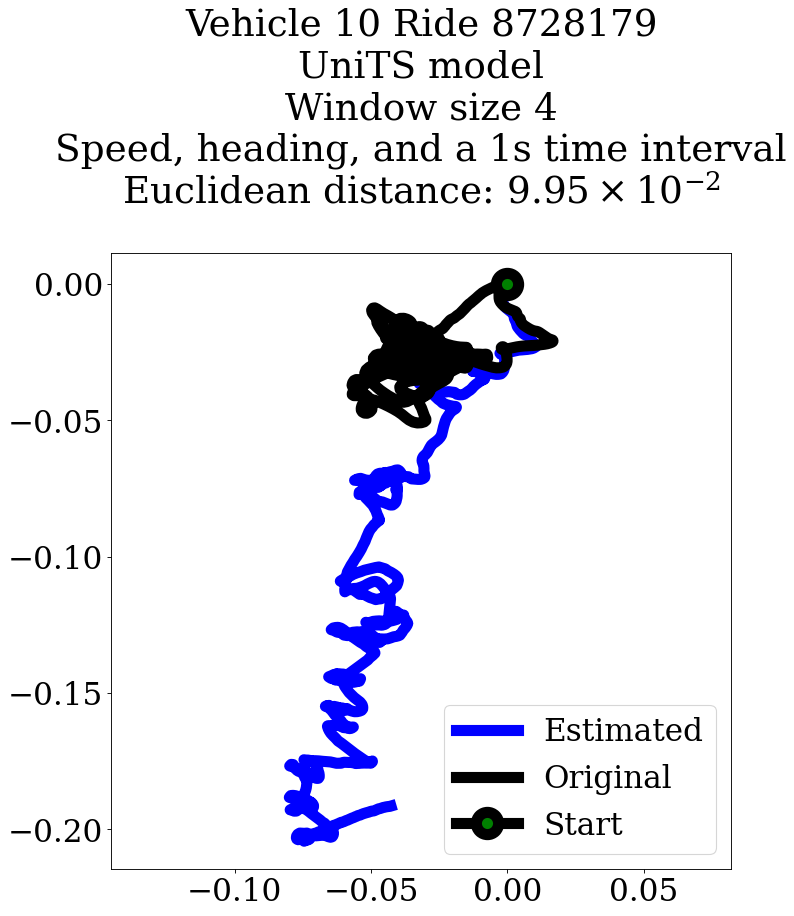 Vehicle 10 Ride 8728179
UniTS model
Window size 4
Speed, heading, and a 1s time interval
Euclidean distance: 9.95 × 10⁻²
0.00
−0.05
−0.10
−0.15
−0.20
Estimated
Original
Start
−0.10 −0.05 0.00 0.05